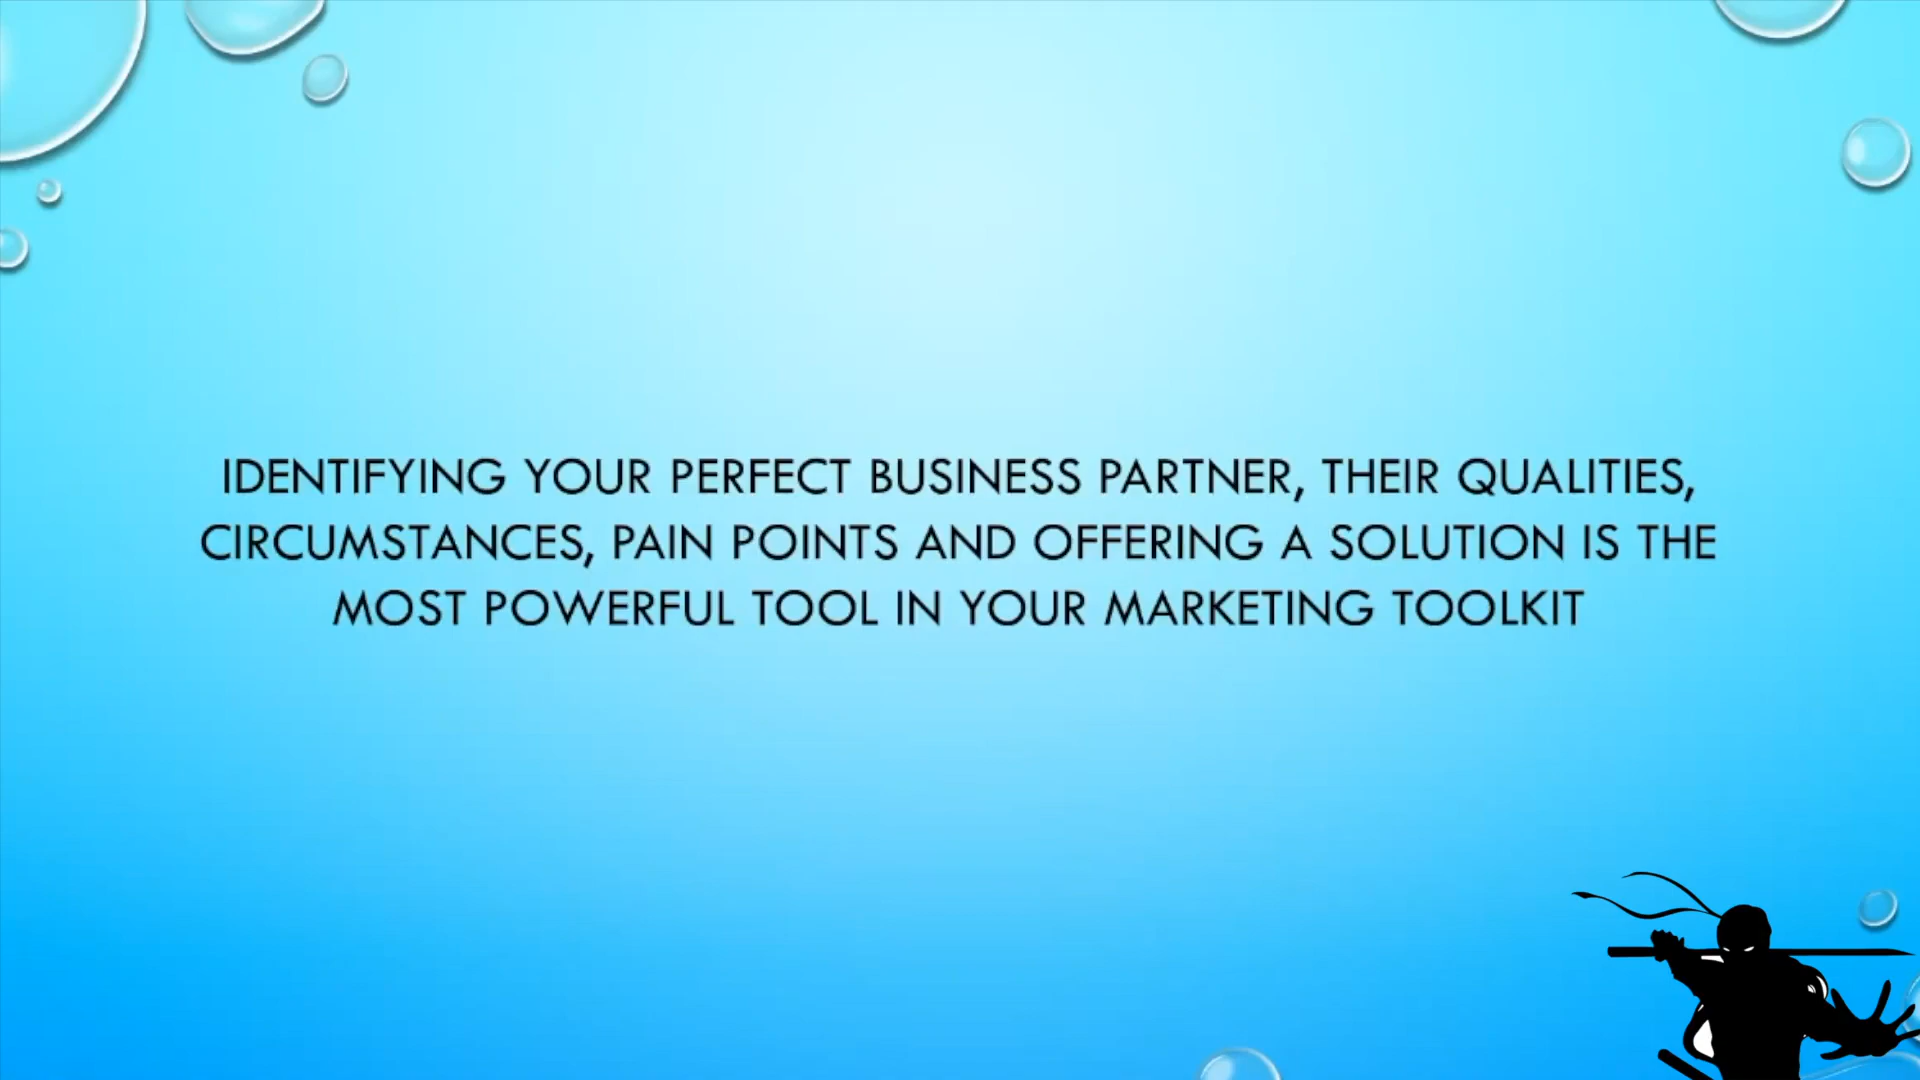 IDENTIFYING YOUR PERFECT BUSINESS PARTNER, THEIR QUALITIES,
CIRCUMSTANCES, PAIN POINTS AND OFFERING A SOLUTION IS THE
MOST POWERFUL TOOL IN YOUR MARKETING TOOLKIT